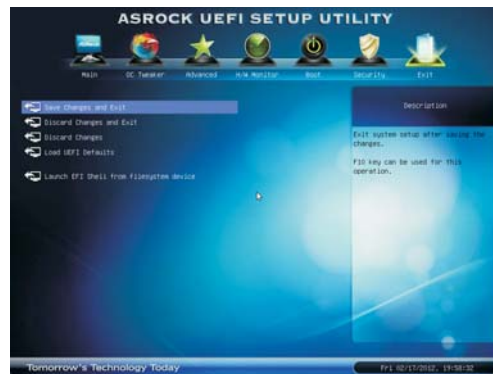 ASROCK UEFI SETUP UTILITY
Main OC Tweaker Advanced H/W Monitor Boot Security Exit
Save Changes and Exit
Discard Changes and Exit
Discard Changes
Load UEFI Defaults
Launch EFI Shell from filesystem device
Description
Exit system setup after saving the
changes.
F10 key can be used for this
operation.
Tomorrow's Technology Today
Fri 02/17/2012, 19:58:32